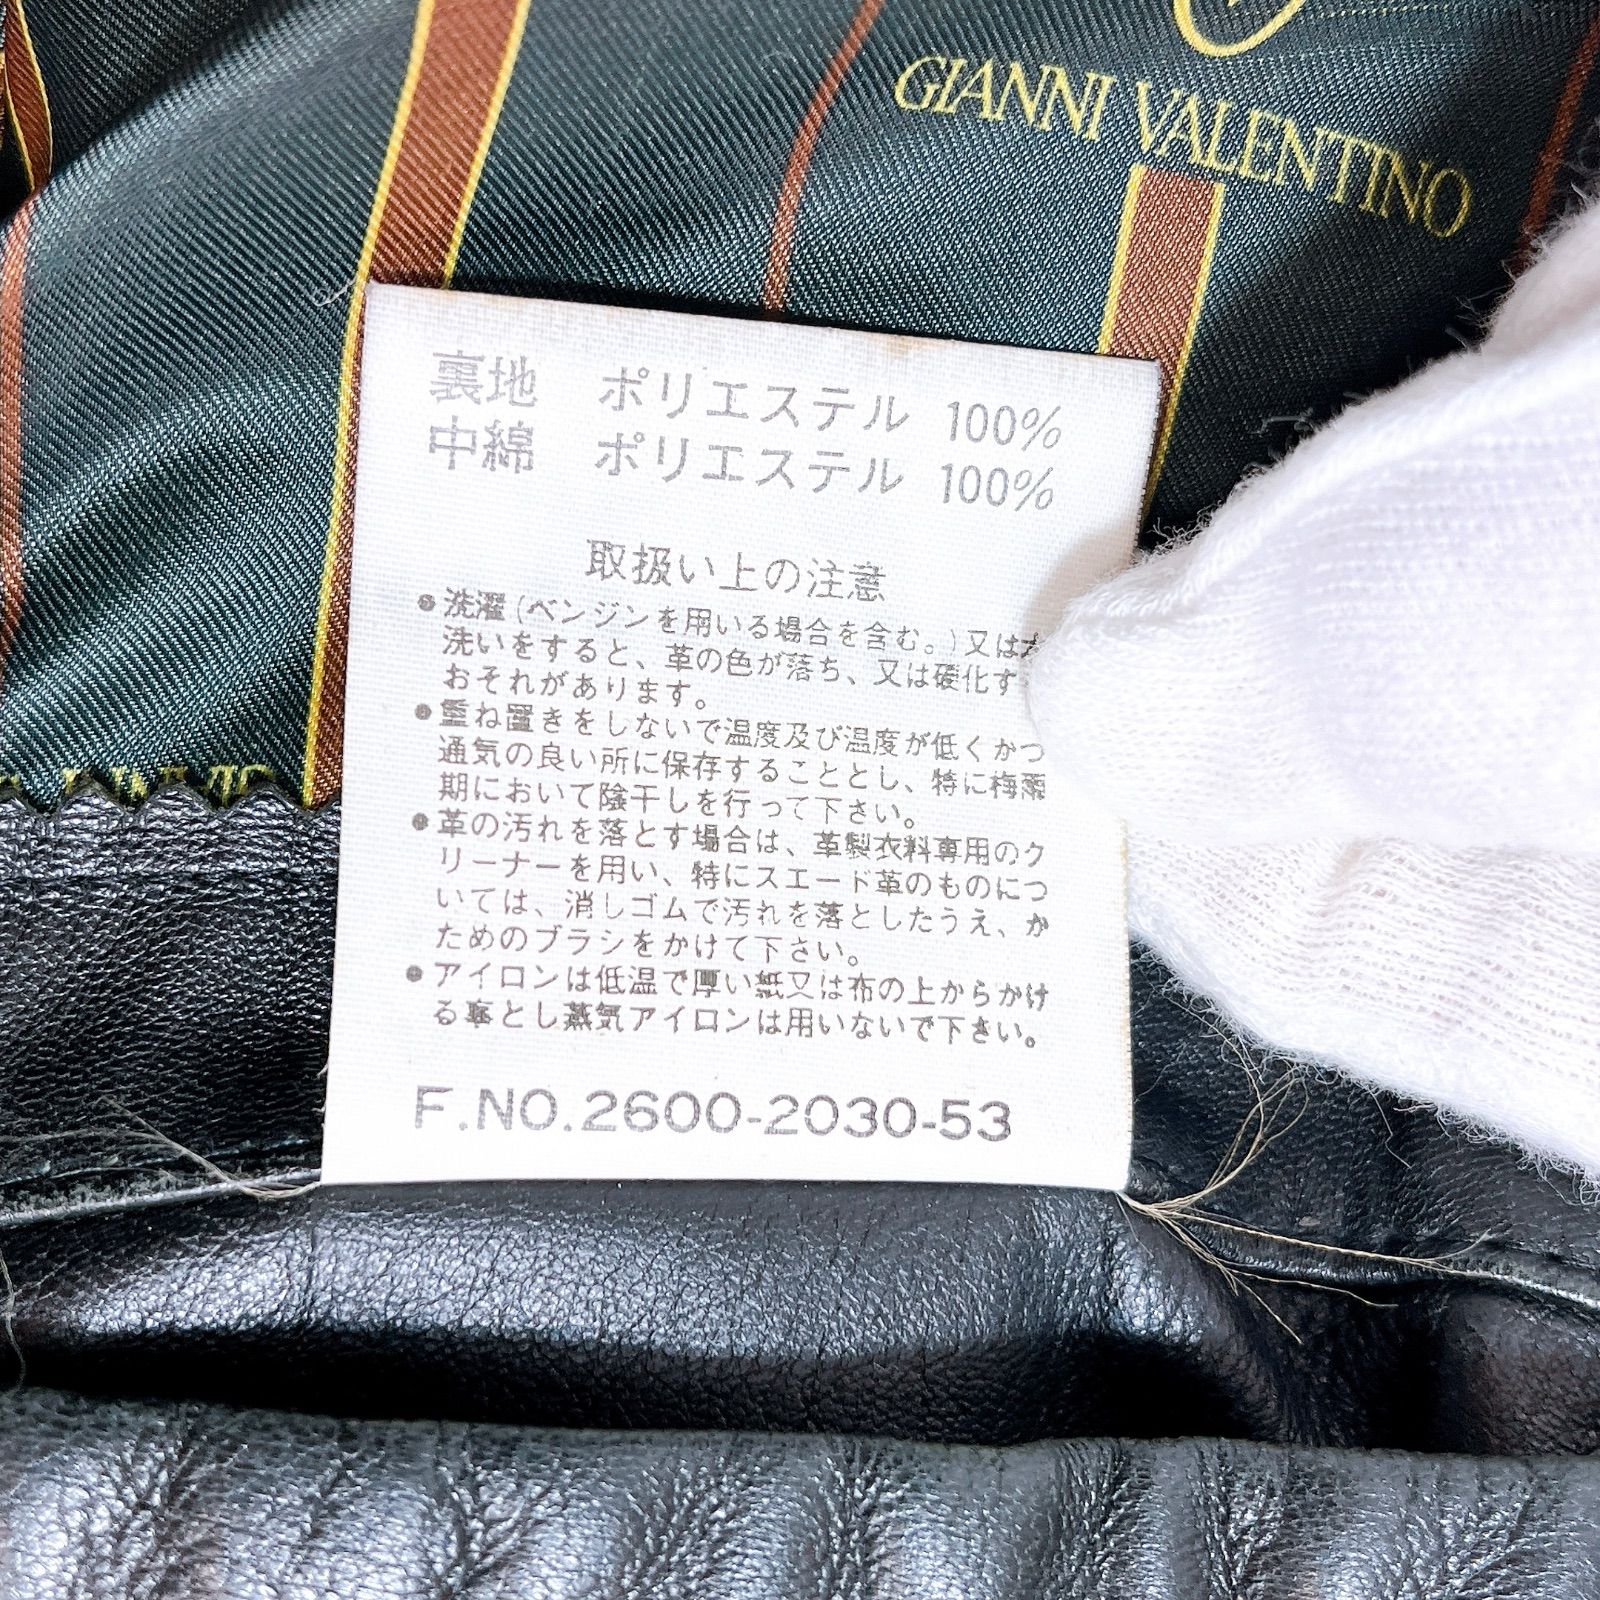 GIANNI VALENTINO
裏地 ポリエステル 100%
中綿 ポリエステル 100%
取扱い上の注意
●洗濯(ベンジンを用いる場合を含む。)又は
洗いをすると、革の色が落ち、又は硬化す
おそれがあります。
●重ね置きをしないで温度及び湿度が低くかつ
通気の良い所に保存することとし、特に梅雨
期において陰干しを行って下さい。
●革の汚れを落とす場合は、革製衣料専用のク
リーナーを用い、特にスエード革のものにつ
いては、消しゴムで汚れを落としたうえ、か
ためのブラシをかけて下さい。
●アイロンは低温で厚い紙又は布の上からかけ
る事とし蒸気アイロンは用いないで下さい。
F.NO.2600-2030-53